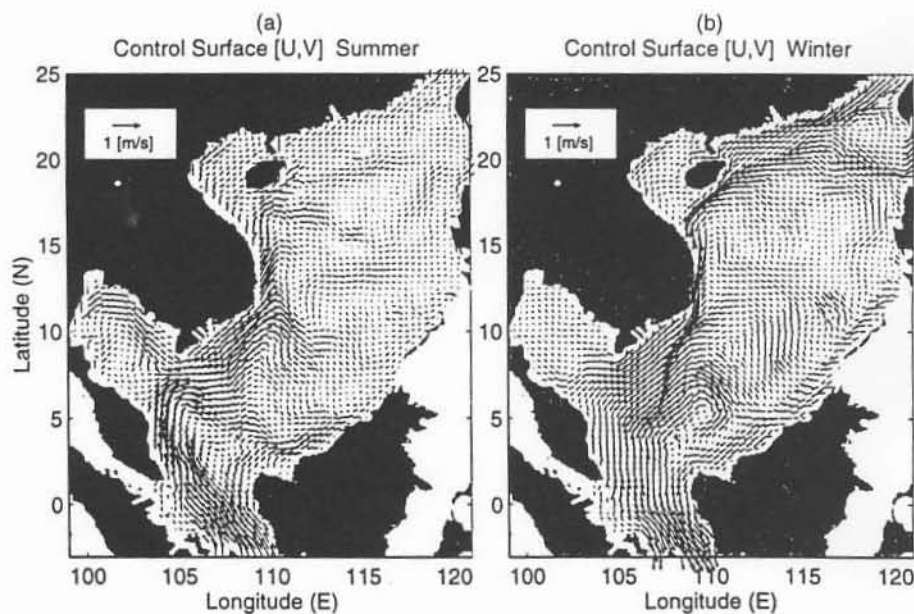 (a)
Control Surface [U,V] Summer
25
20
15
10
5
0
Latitude (N)
1 [m/s]
100 105 110 115 120
Longitude (E)
(b)
Control Surface [U,V] Winter
25
20
15
10
5
0
1 [m/s]
100 105 110 115 120
Longitude (E)